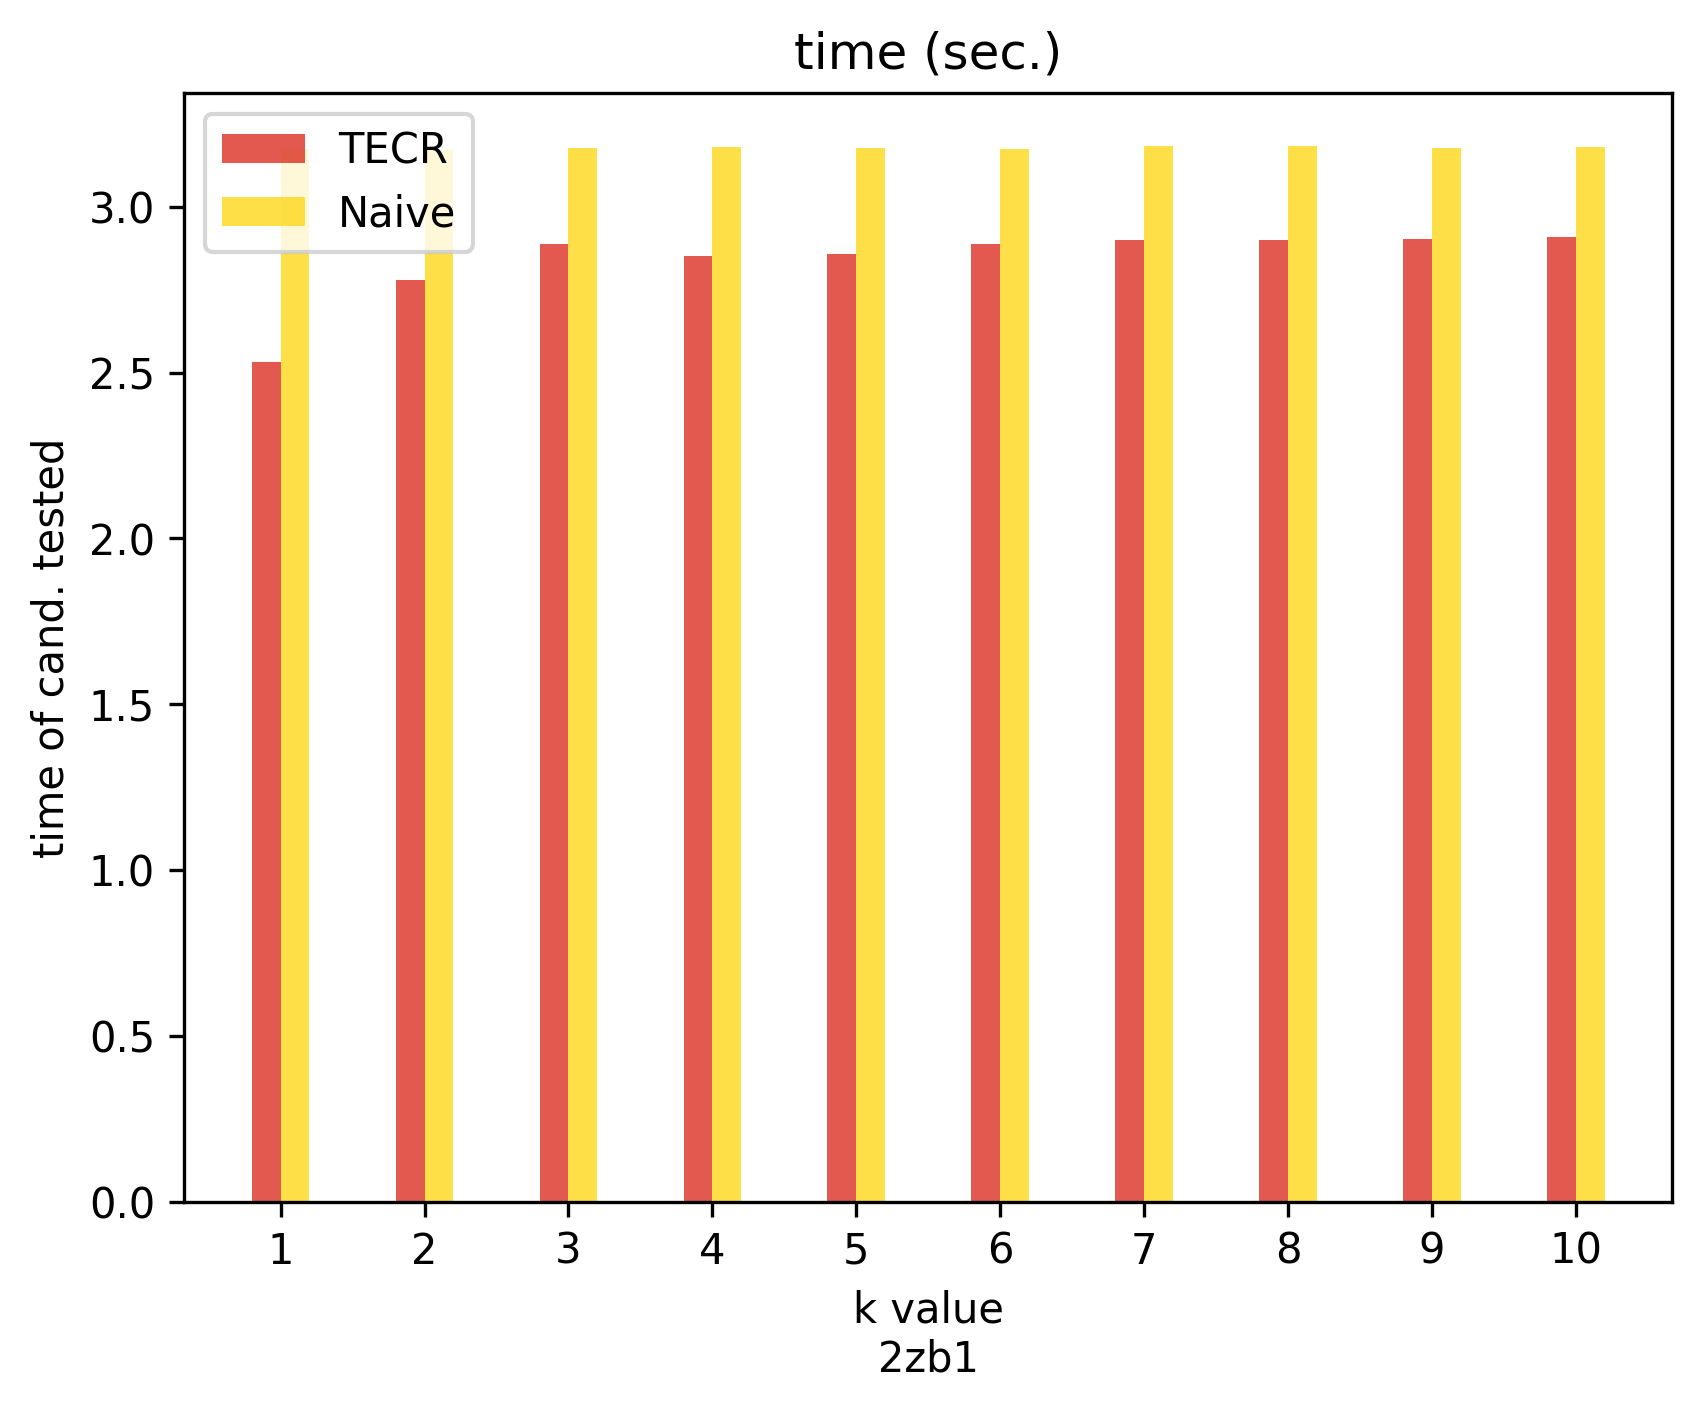 time (sec.)
TECR
Naive
time of cand. tested
3.0
2.5
2.0
1.5
1.0
0.5
0.0
1 2 3 4 5 6 7 8 9 10
k value
2zb1